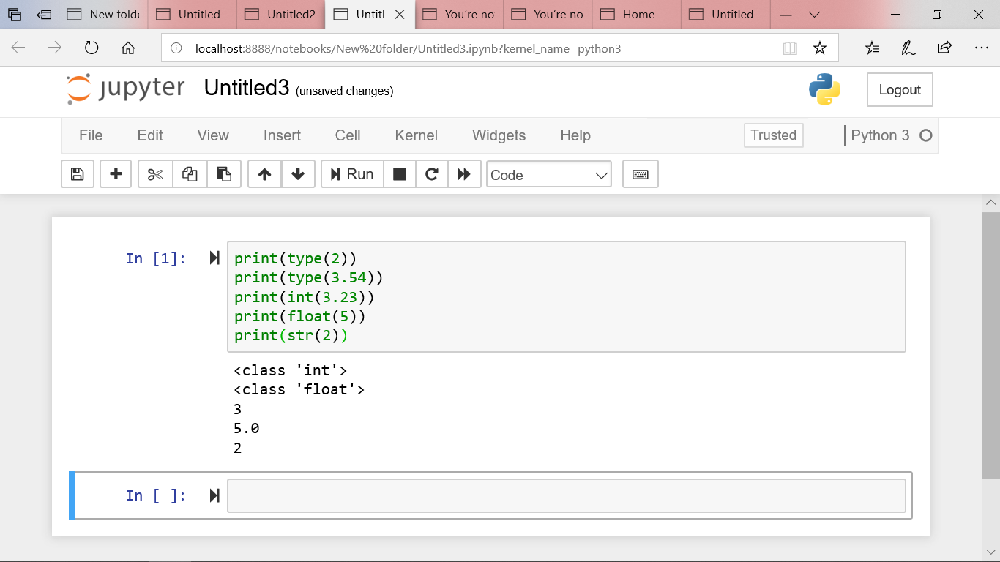 New folde Untitled Untitled2 Untitl You're no You're no Home Untitled
localhost:8888/notebooks/New%20folder/Untitled3.ipynb?kernel_name=python3
jupyter Untitled3 (unsaved changes) Logout
File Edit View Insert Cell Kernel Widgets Help Trusted Python 3
Run Code
In [1]: print(type(2))
print(type(3.54))
print(int(3.23))
print(float(5))
print(str(2))
<class 'int'>
<class 'float'>
3
5.0
2
In [ ]: